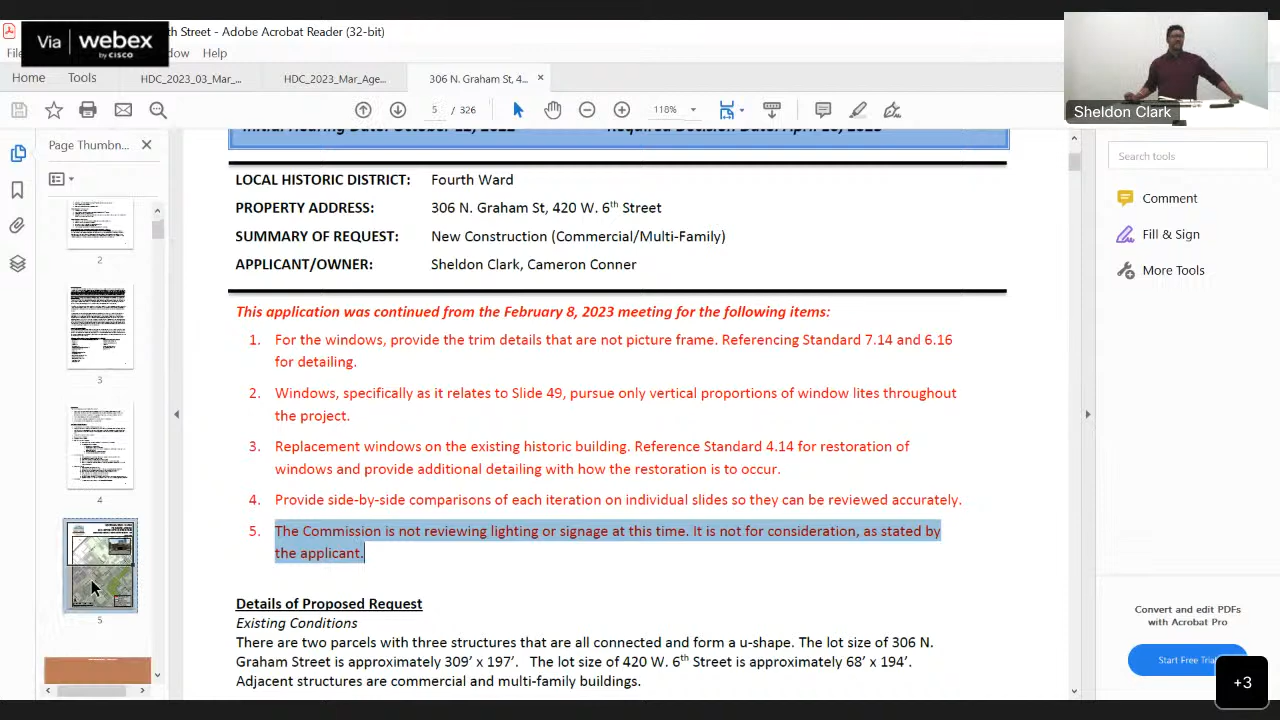 Via webex
by CISCO
th Street - Adobe Acrobat Reader (32-bit)
dow Help
Home Tools HDC_2023_03_Mar_... HDC_2023_Mar_Age... 306 N. Graham St, 4...
5 / 326 118%
Sheldon Clark
Page Thumbn...
Search tools
Comment
Fill & Sign
More Tools
2
3
4
5
Initial Hearing Date: October 12, 2022
LOCAL HISTORIC DISTRICT: Fourth Ward
PROPERTY ADDRESS: 306 N. Graham St, 420 W. 6th Street
SUMMARY OF REQUEST: New Construction (Commercial/Multi-Family)
APPLICANT/OWNER: Sheldon Clark, Cameron Conner
This application was continued from the February 8, 2023 meeting for the following items:
1. For the windows, provide the trim details that are not picture frame. Referencing Standard 7.14 and 6.16
for detailing.
2. Windows, specifically as it relates to Slide 49, pursue only vertical proportions of window lites throughout
the project.
3. Replacement windows on the existing historic building. Reference Standard 4.14 for restoration of
windows and provide additional detailing with how the restoration is to occur.
4. Provide side-by-side comparisons of each iteration on individual slides so they can be reviewed accurately.
5. The Commission is not reviewing lighting or signage at this time. It is not for consideration, as stated by
the applicant.
Details of Proposed Request
Existing Conditions
There are two parcels with three structures that are all connected and form a u-shape. The lot size of 306 N.
Graham Street is approximately 309’ x 197’. The lot size of 420 W. 6th Street is approximately 68’ x 194’.
Adjacent structures are commercial and multi-family buildings.
Convert and edit PDFs
with Acrobat Pro
Start Free Trial
+3